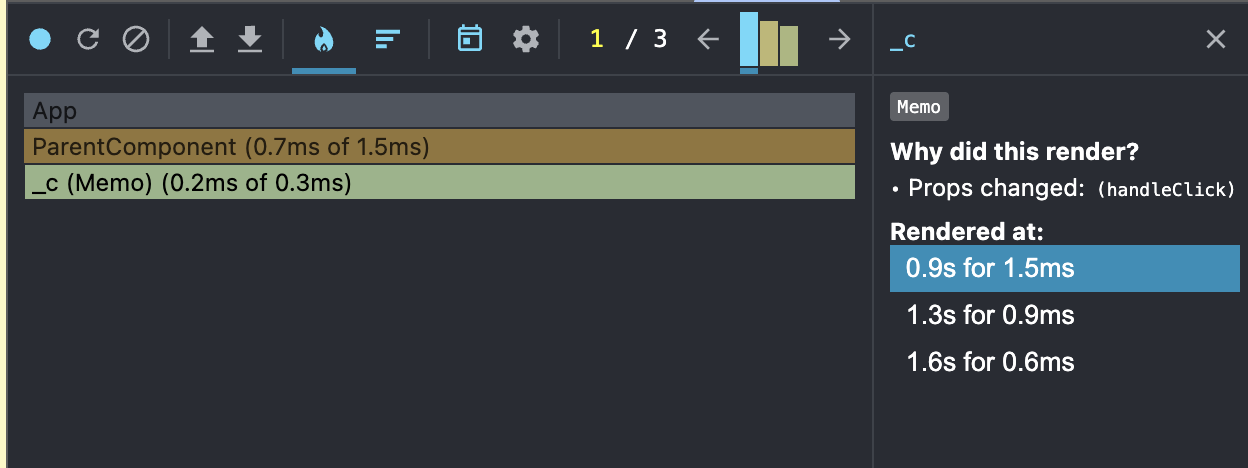 1 / 3
_c
App
ParentComponent (0.7ms of 1.5ms)
_c (Memo) (0.2ms of 0.3ms)
Memo
Why did this render?
• Props changed: (handleClick)
Rendered at:
0.9s for 1.5ms
1.3s for 0.9ms
1.6s for 0.6ms